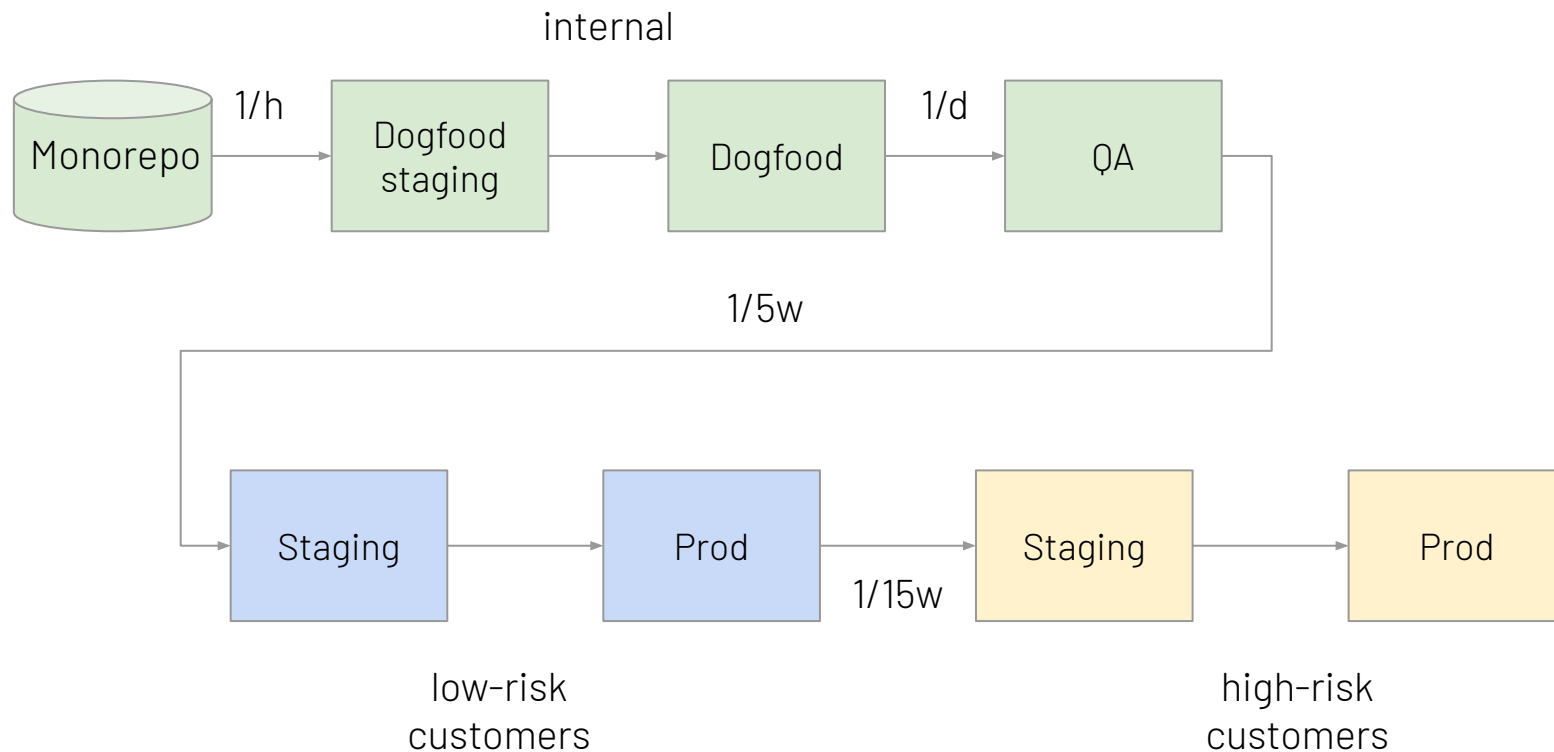 internal
1/h
1/d
Monorepo
Dogfood
staging
Dogfood
QA
1/5w
Staging
Prod
1/15w
Staging
Prod
low-risk
customers
high-risk
customers